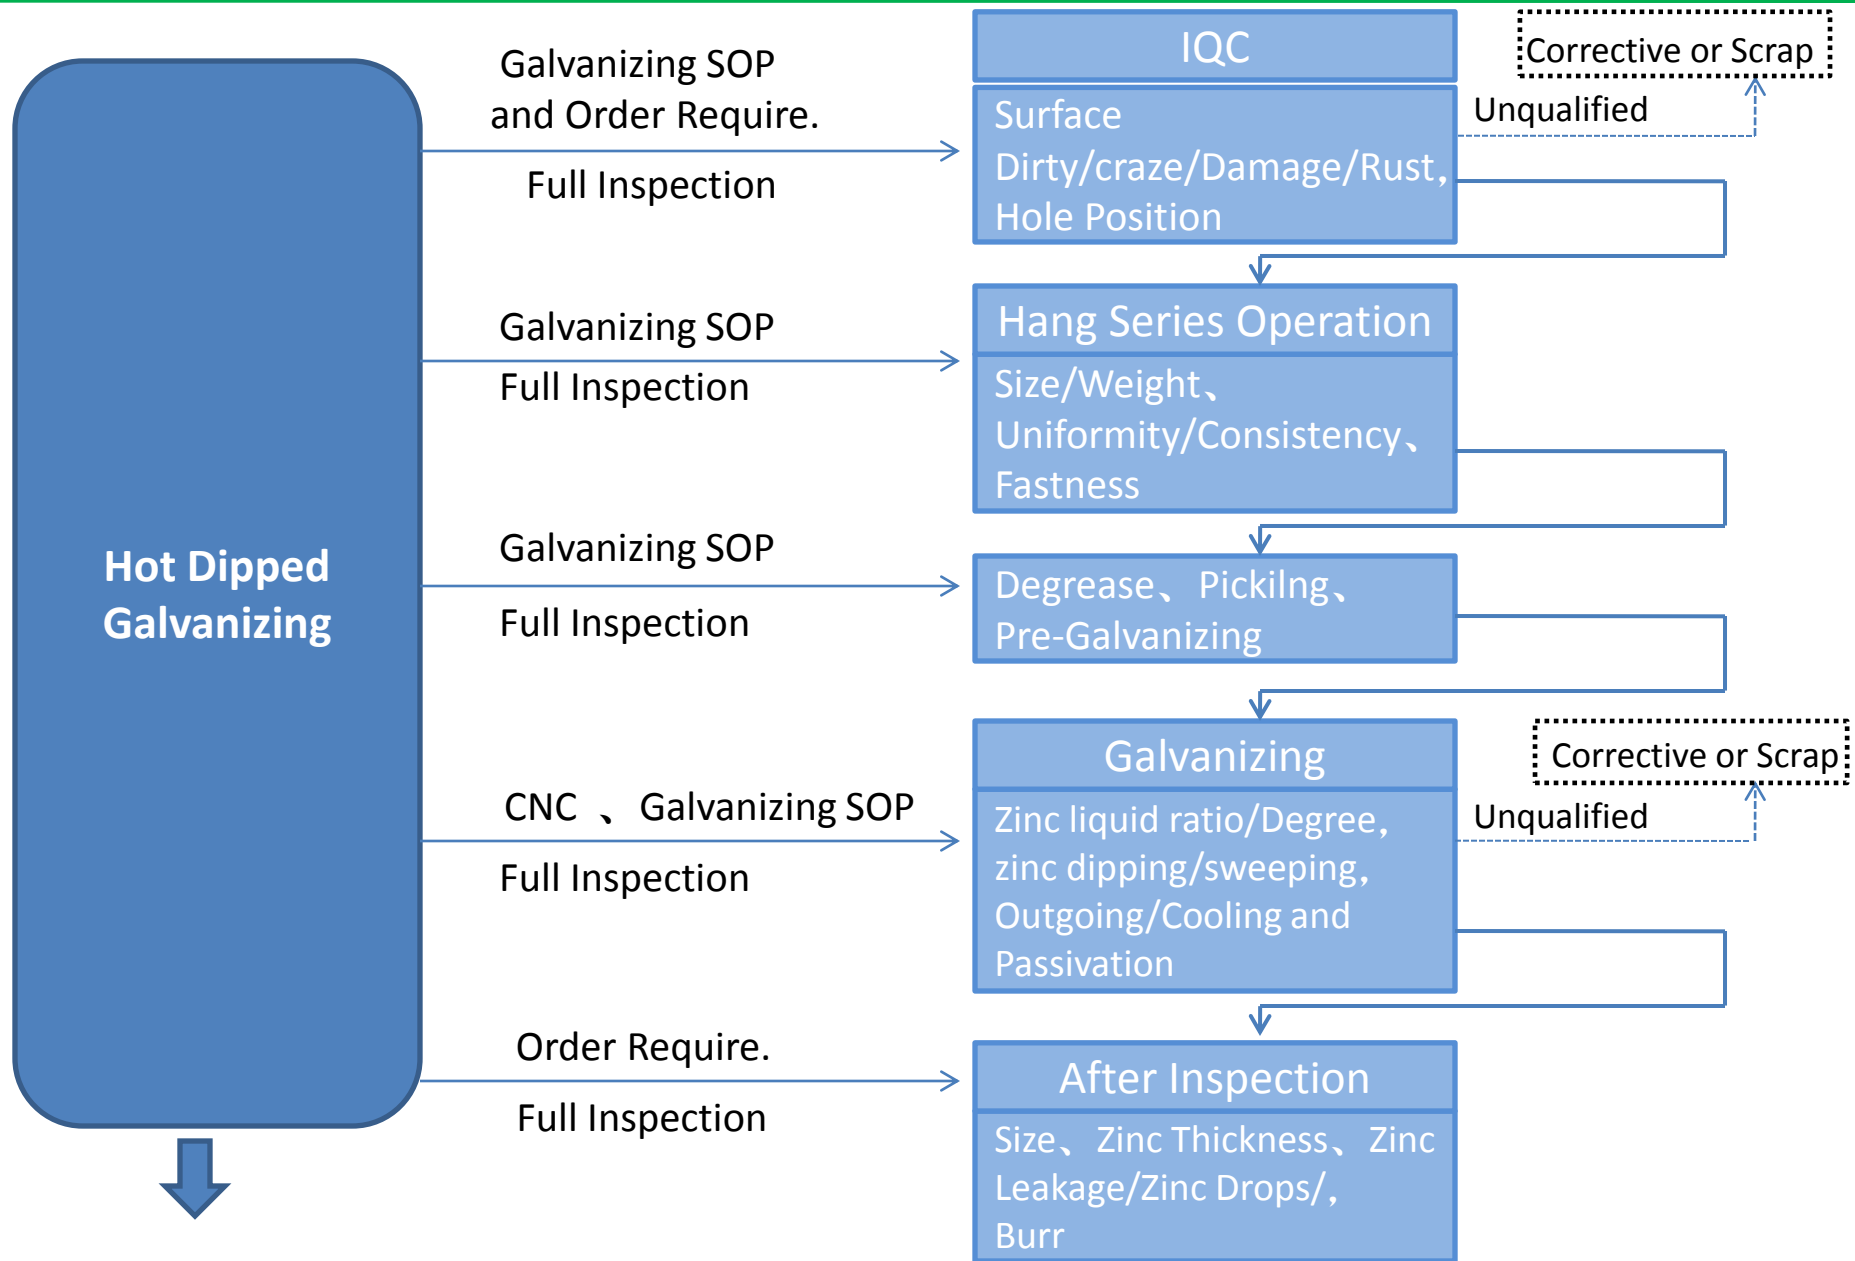 Hot Dipped
Galvanizing
Galvanizing SOP
and Order Require.
Full Inspection
IQC
Surface
Dirty/craze/Damage/Rust,
Hole Position
Unqualified
Corrective or Scrap
Galvanizing SOP
Full Inspection
Hang Series Operation
Size/Weight、
Uniformity/Consistency、
Fastness
Galvanizing SOP
Full Inspection
Degrease、Pickilng、
Pre-Galvanizing
CNC 、Galvanizing SOP
Full Inspection
Galvanizing
Zinc liquid ratio/Degree,
zinc dipping/sweeping,
Outgoing/Cooling and
Passivation
Unqualified
Corrective or Scrap
Order Require.
Full Inspection
After Inspection
Size、Zinc Thickness、Zinc
Leakage/Zinc Drops/,
Burr